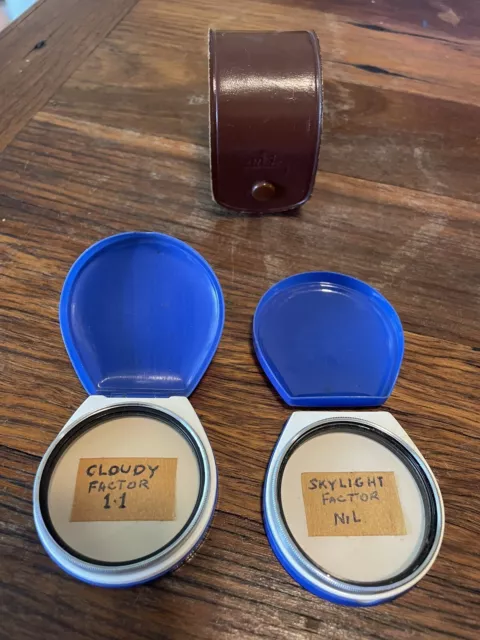 CLOUDY
FACTOR
1.1
SKYLIGHT
FACTOR
NIL